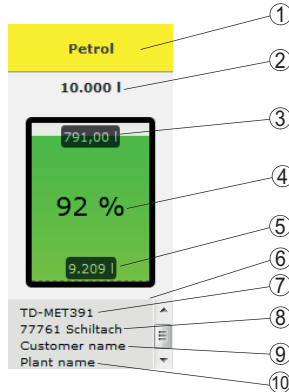 Petrol
①
10.000 l
②
791,00 l
③
92 %
④
9.209 l
⑤
⑥
TD-MET391
⑦
77761 Schiltach
⑧
Customer name
⑨
Plant name
⑩